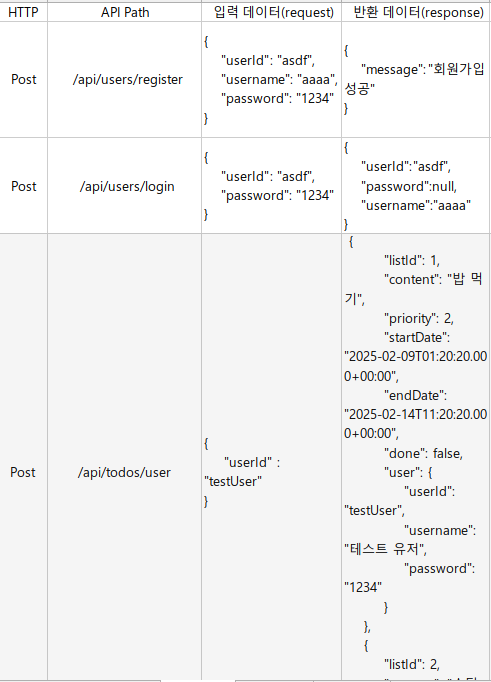 HTTP API Path 입력 데이터(request) 반환 데이터(response)
Post /api/users/register
{
"userId": "asdf",
"username": "aaaa",
"password": "1234"
}
{
"message":"회원가입
성공"
}
Post /api/users/login
{
"userId": "asdf",
"password": "1234"
}
{
"userId":"asdf",
"password":null,
"username":"aaaa"
}
Post /api/todos/user
{
"userId" :
"testUser"
}
{
"listId": 1,
"content": "밥 먹
기",
"priority": 2,
"startDate":
"2025-02-09T01:20:20.00
0+00:00",
"endDate":
"2025-02-14T11:20:20.00
0+00:00",
"done": false,
"user": {
"userId":
"testUser",
"username":
"테스트 유저",
"password":
"1234"
}
},
{
"listId": 2,